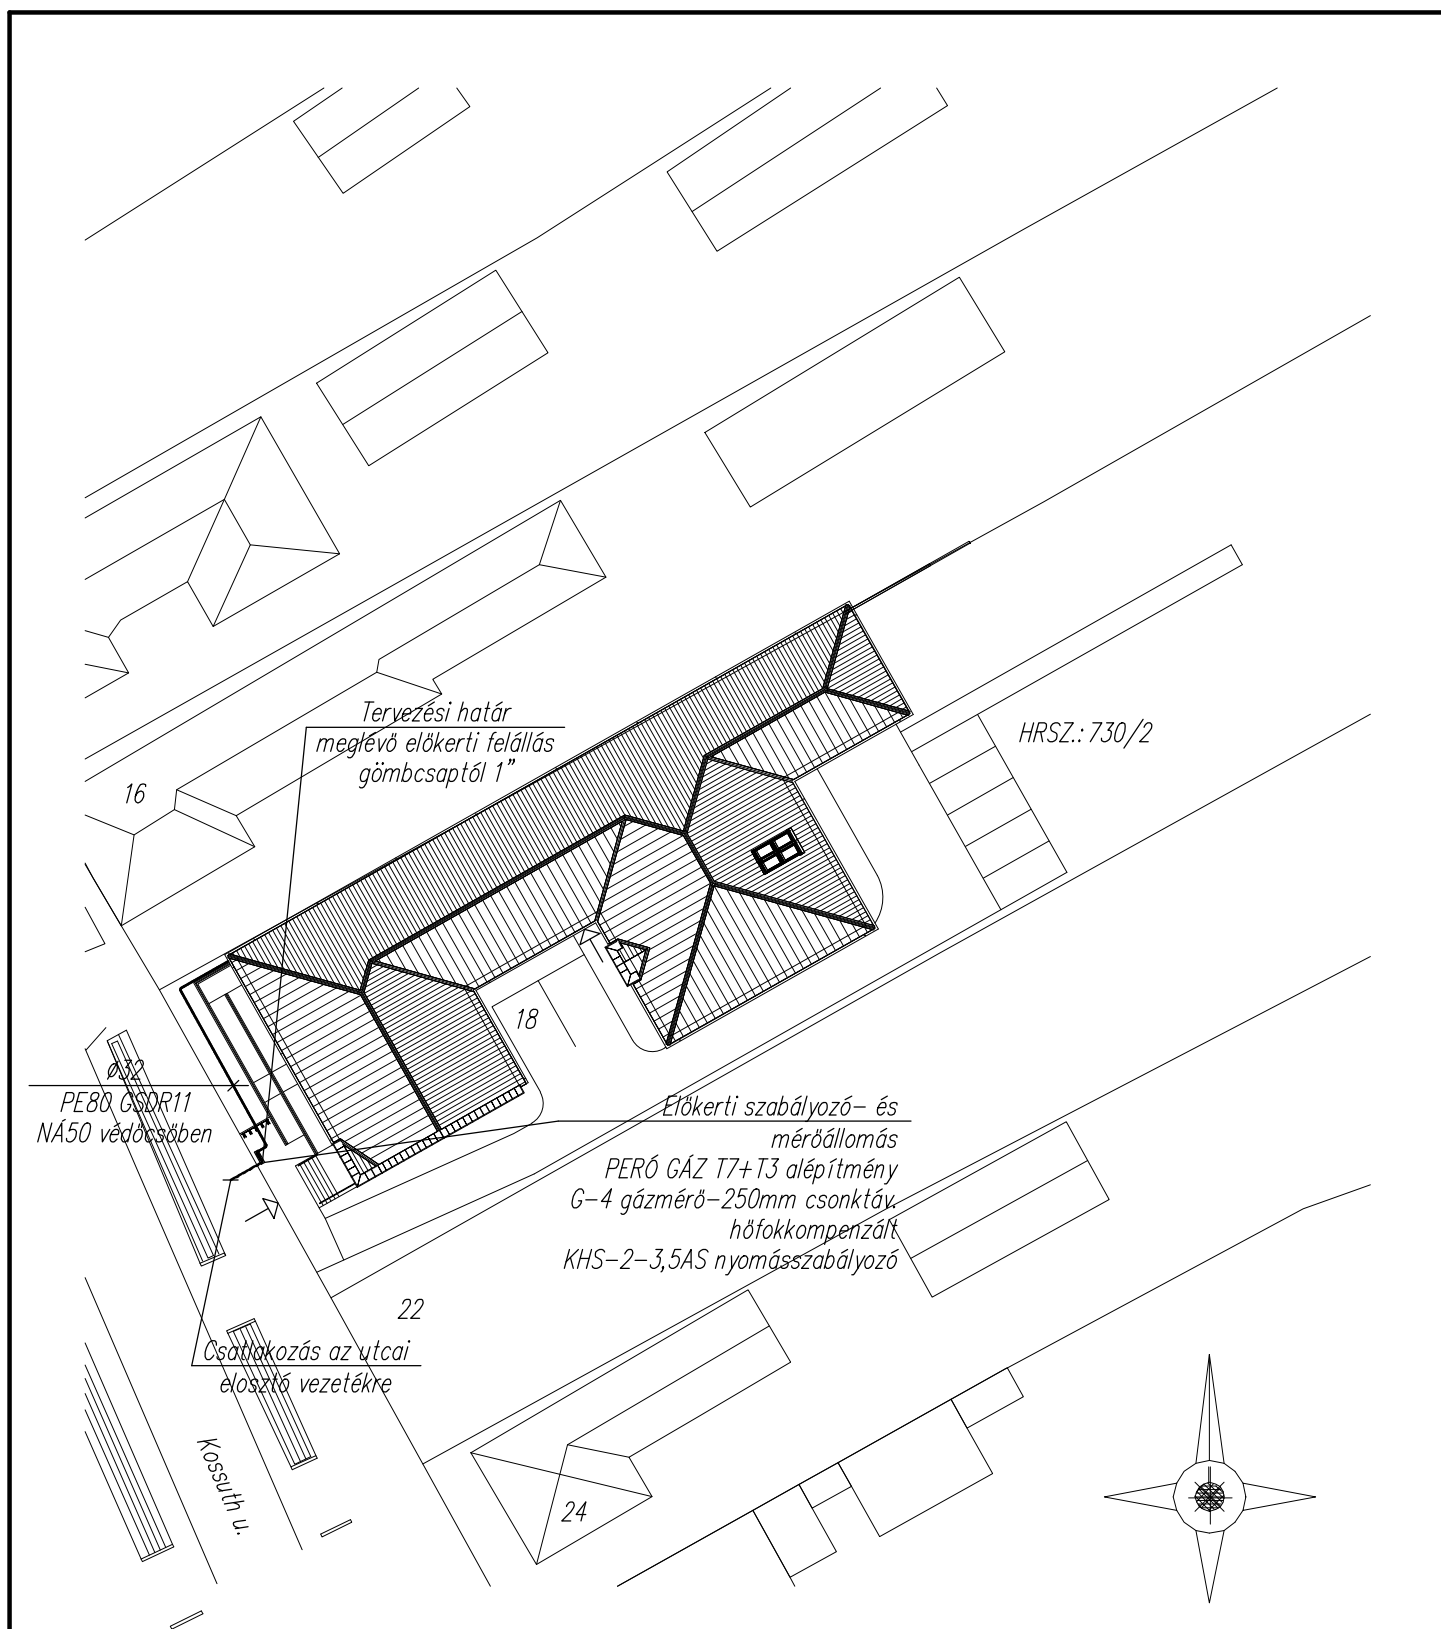 Tervezési határ
meglévő előkerti felállás
gömbcsaptól 1"
HRSZ.: 730/2
16
18
ø32
PE80 GSDR11
NÁ50 védőcsőben
Előkerti szabályozó- és
mérőállomás
PERÓ GÁZ T7+T3 alépítmény
G-4 gázmérő-250mm csonktáv.
hőfokkompenzált
KHS-2-3,5AS nyomásszabályozó
22
Csatlakozás az utcai
elosztó vezetékre
Kossuth u.
24